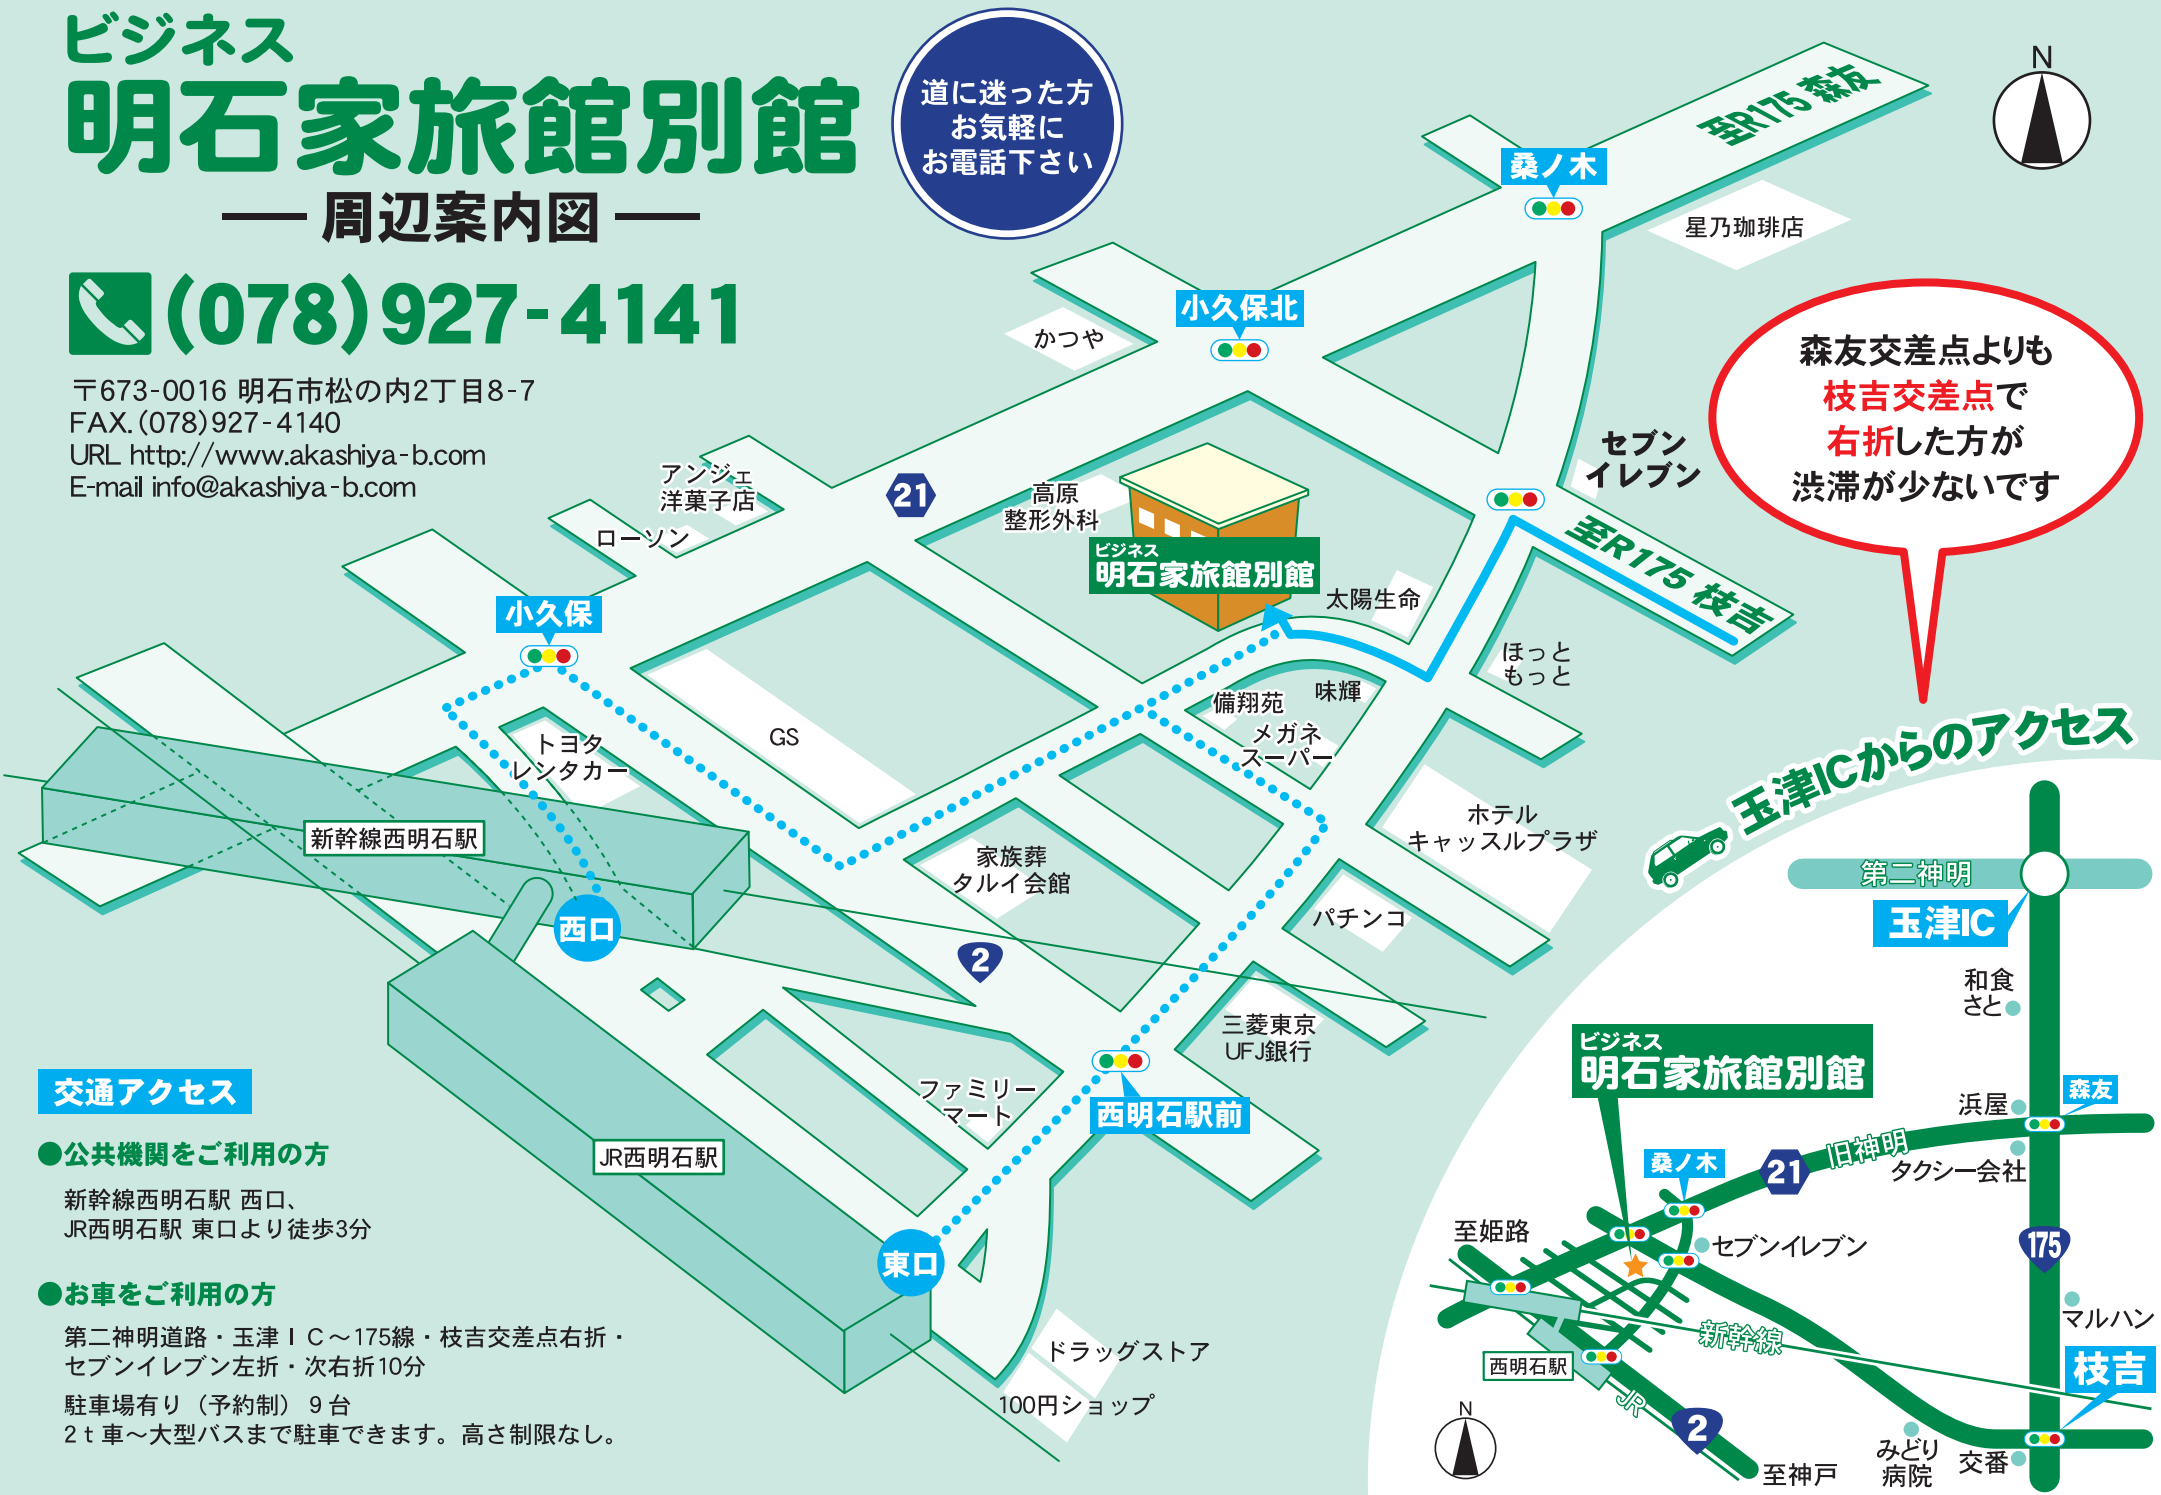 ビジネス
明石家旅館別館
周辺案内図
(078)927-4141
〒673-0016 明石市松の内2丁目8-7
FAX.(078)927-4140
URL http://www.akashiya-b.com
E-mail info@akashiya-b.com
道に迷った方
お気軽に
お電話下さい
至R175 森友
N
桑ノ木
星乃珈琲店
小久保北
かつや
森友交差点よりも
枝吉交差点で
右折した方が
渋滞が少ないです
セブン
イレブン
アンジェ
洋菓子店
21
高原
整形外科
ローソン
ビジネス
明石家旅館別館
至R175 枝吉
太陽生命
小久保
ほっと
もっと
味輝
備翔苑
メガネ
スーパー
GS
トヨタ
レンタカー
新幹線西明石駅
ホテル
キャッスルプラザ
家族葬
タルイ会館
パチンコ
西口
2
三菱東京
UFJ銀行
ファミリー
マート
西明石駅前
JR西明石駅
東口
ドラッグストア
100円ショップ
交通アクセス
●公共機関をご利用の方
新幹線西明石駅 西口、
JR西明石駅 東口より徒歩3分
●お車をご利用の方
第二神明道路・玉津ＩＣ～175線・枝吉交差点右折・
セブンイレブン左折・次右折10分
駐車場有り（予約制） 9 台
2ｔ車～大型バスまで駐車できます。高さ制限なし。
玉津ICからのアクセス
第二神明
玉津IC
和食
さと
ビジネス
明石家旅館別館
浜屋
森友
旧神明
タクシー会社
桑ノ木
21
至姫路
セブンイレブン
175
マルハン
新幹線
枝吉
西明石駅
JR
2
N
みどり
病院
交番
至神戸